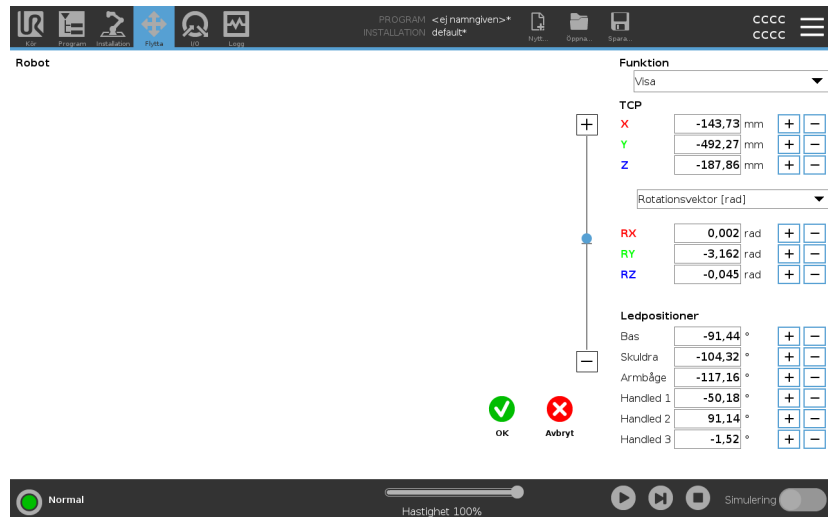 PROGRAM <ej namngiven>*
INSTALLATION default*
cccc
cccc
Kör Program Installation Flytta I/O Logg Nytt... Öppna... Spara...
Robot
Funktion
Visa
TCP
X -143,73 mm + −
Y -492,27 mm + −
Z -187,86 mm + −
Rotationsvektor [rad]
RX 0,002 rad + −
RY -3,162 rad + −
RZ -0,045 rad + −
Ledpositioner
Bas -91,44 ° + −
Skuldra -104,32 ° + −
Armbåge -117,16 ° + −
Handled 1 -50,18 ° + −
Handled 2 91,14 ° + −
Handled 3 -1,52 ° + −
OK Avbryt
Normal
Hastighet 100%
Simulering